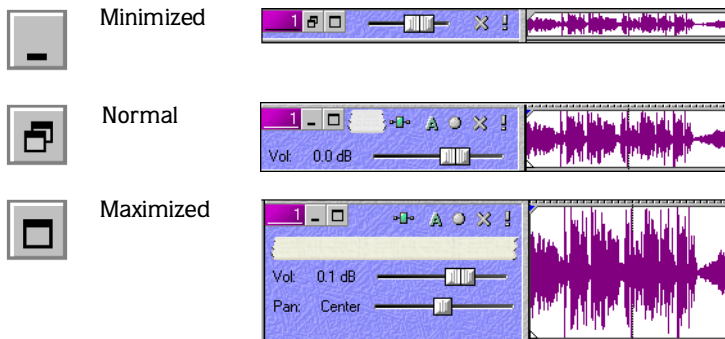 Minimized
1
Normal
1
Vol: 0.0 dB
A
Maximized
1
A
Vol: 0.1 dB
Pan: Center